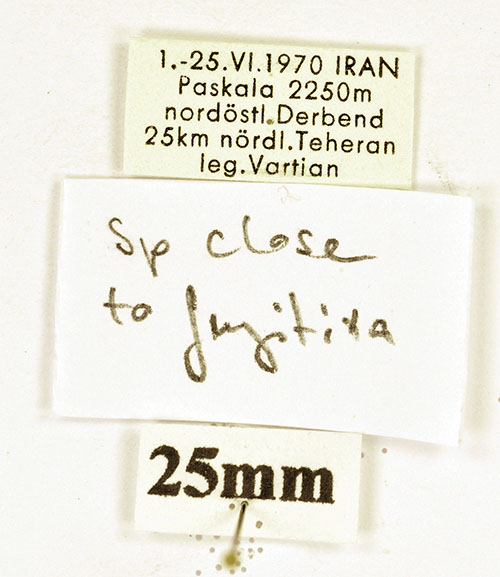 1.-25.VI.1970 IRAN
Paskala 2250m
nordöstl.Derbend
25km nördl.Teheran
leg.Vartian
Sp close
to fugitiva
25mm